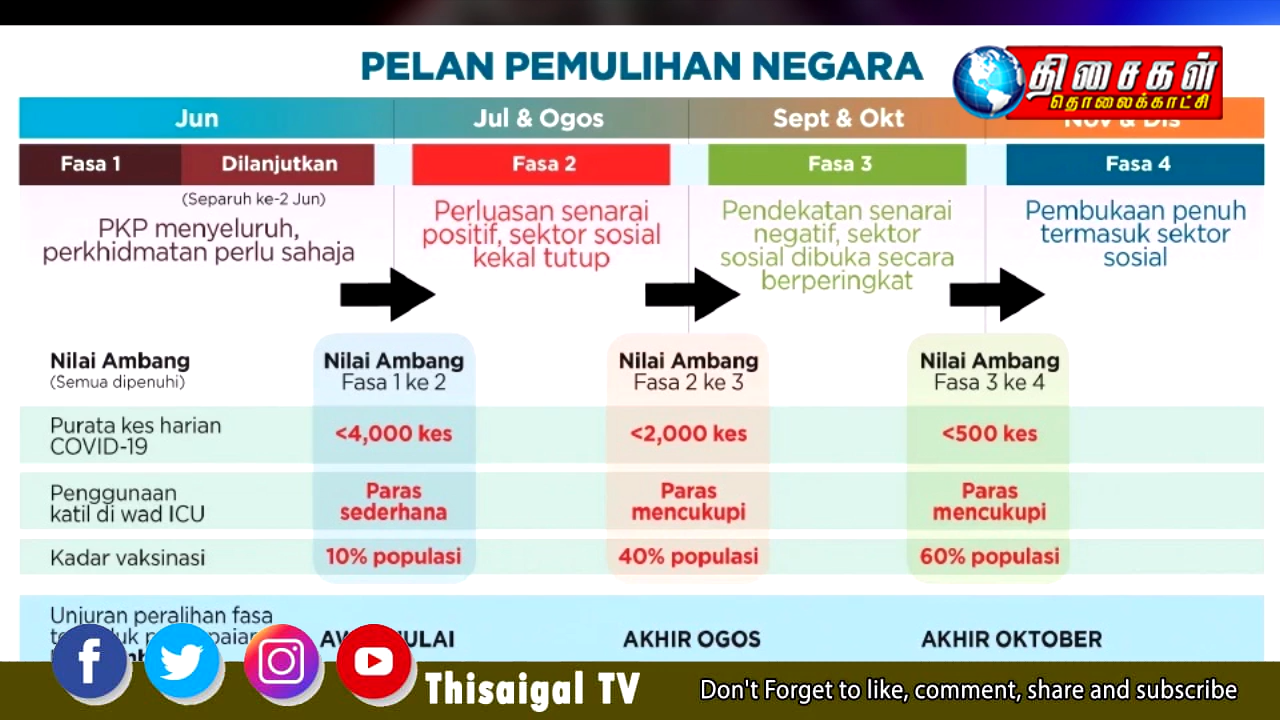 PELAN PEMULIHAN NEGARA
திசைகள்
தொலைக்காட்சி
Jun
Jul & Ogos
Sept & Okt
Nov & Dis
Fasa 1
Dilanjutkan
Fasa 2
Fasa 3
Fasa 4
(Separuh ke-2 Jun)
PKP menyeluruh,
perkhidmatan perlu sahaja
Perluasan senarai
positif, sektor sosial
kekal tutup
Pendekatan senarai
negatif, sektor
sosial dibuka secara
berperingkat
Pembukaan penuh
termasuk sektor
sosial
Nilai Ambang
(Semua dipenuhi)
Nilai Ambang
Fasa 1 ke 2
Nilai Ambang
Fasa 2 ke 3
Nilai Ambang
Fasa 3 ke 4
Purata kes harian
COVID-19
<4,000 kes
<2,000 kes
<500 kes
Penggunaan
katil di wad ICU
Paras
sederhana
Paras
mencukupi
Paras
mencukupi
Kadar vaksinasi
10% populasi
40% populasi
60% populasi
Unjuran peralihan fasa
AKHIR OGOS
AKHIR OKTOBER
Thisaigal TV
Don't Forget to like, comment, share and subscribe